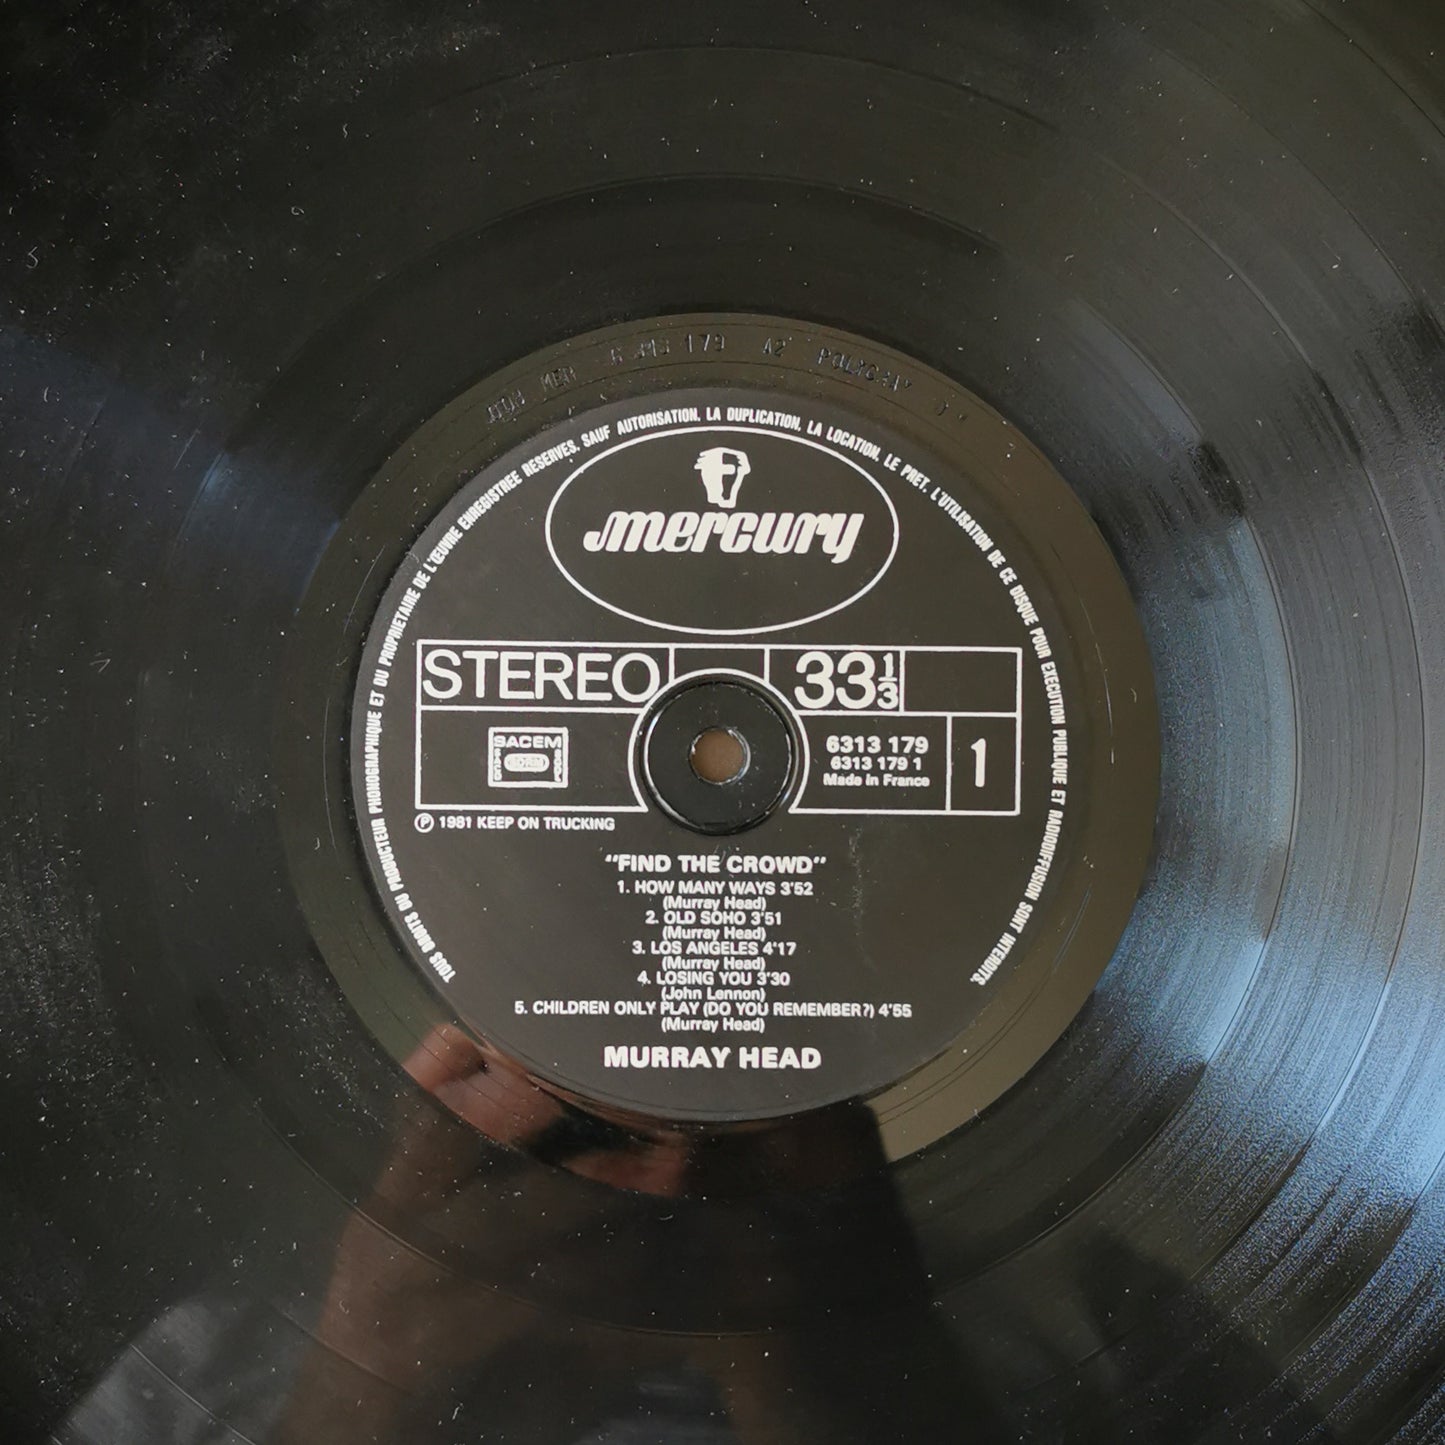 TOUS DROITS DU PRODUCTEUR PHONOGRAPHIQUE ET DU PROPRIETAIRE DE L'ŒUVRE ENREGISTREE RESERVES. SAUF AUTORISATION, LA DUPLICATION, LA LOCATION, LE PRET, L'UTILISATION DE CE DISQUE POUR EXECUTION PUBLIQUE ET RADIODIFFUSION SONT INTERDITS.
mercury
STEREO
33 1/3
SACEM
6313 179
6313 179 1
Made in France
1
℗ 1981 KEEP ON TRUCKING
"FIND THE CROWD"
1. HOW MANY WAYS 3'52
(Murray Head)
2. OLD SOHO 3'51
(Murray Head)
3. LOS ANGELES 4'17
(Murray Head)
4. LOSING YOU 3'30
(John Lennon)
5. CHILDREN ONLY PLAY (DO YOU REMEMBER?) 4'55
(Murray Head)
MURRAY HEAD